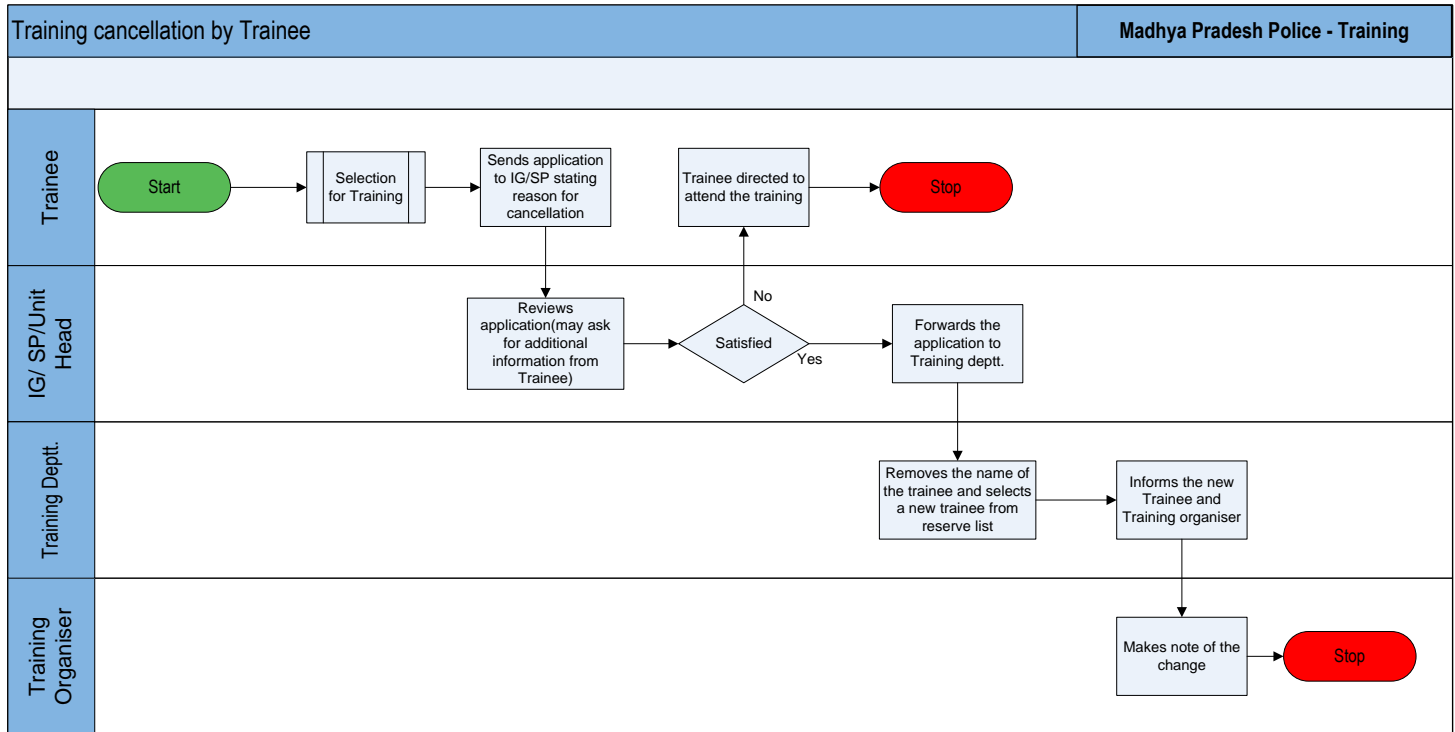 Training cancellation by Trainee
Madhya Pradesh Police - Training
Trainee
Start
Selection
for Training
Sends application
to IG/SP stating
reason for
cancellation
Trainee directed to
attend the training
Stop
IG/ SP/Unit
Head
Reviews
application(may ask
for additional
information from
Trainee)
Satisfied
No
Yes
Forwards the
application to
Training deptt.
Training Deptt.
Removes the name of
the trainee and selects
a new trainee from
reserve list
Informs the new
Trainee and
Training organiser
Training
Organiser
Makes note of the
change
Stop